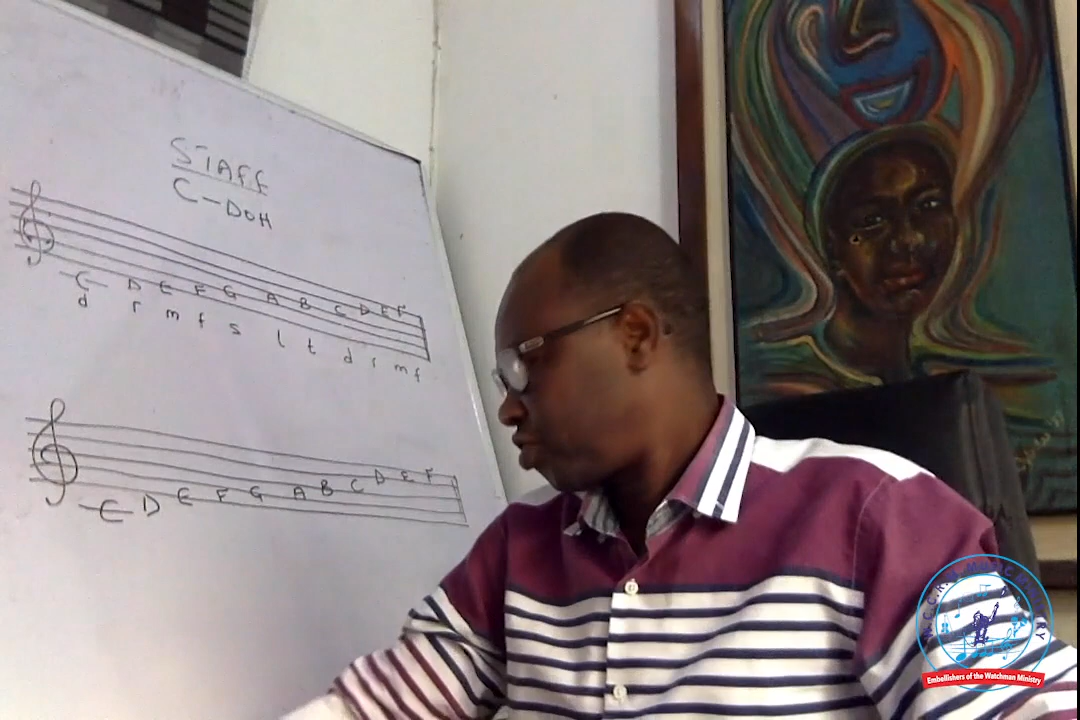 STAFF
C-DOH
C D E F G A B C D E F
d r m f s l t d r m f
C D E F G A B C D E F
Embellishers of the Watchman Ministry